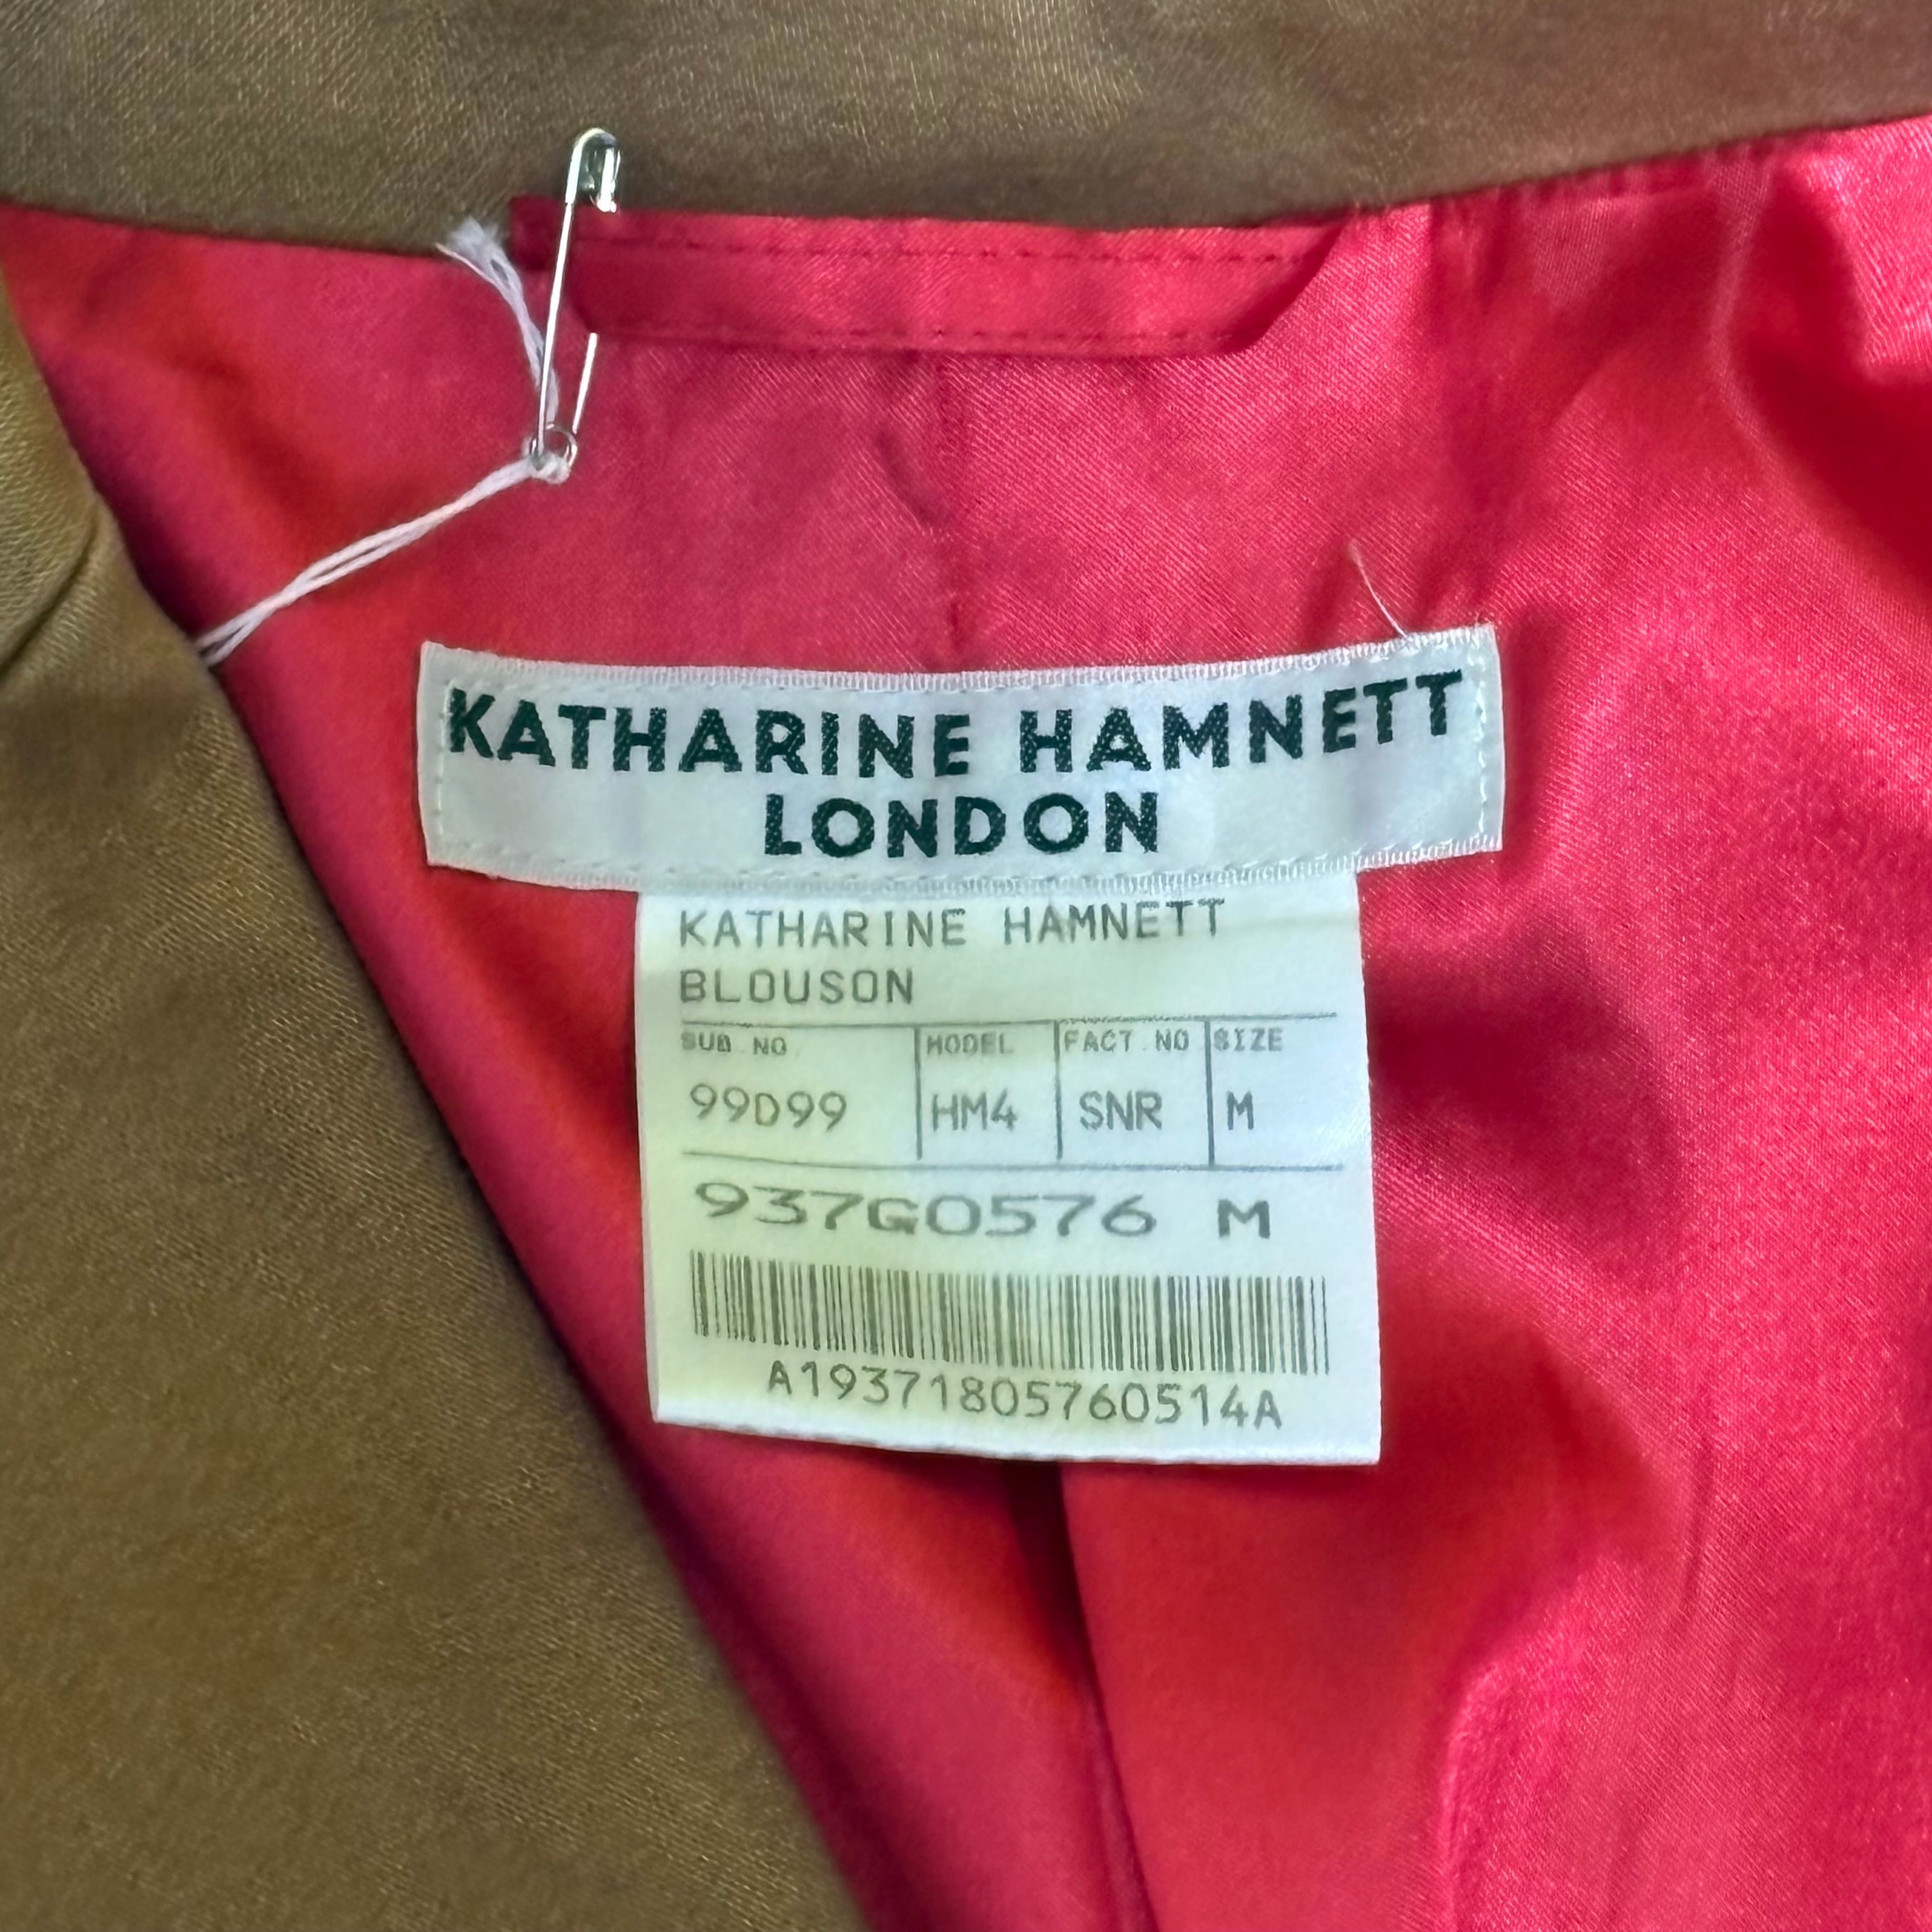 KATHARINE HAMNETT
LONDON
KATHARINE HAMNETT
BLOUSON
SUB NO MODEL FACT.NO SIZE
99D99 HM4 SNR M
937G0576 M
A19371805760514A